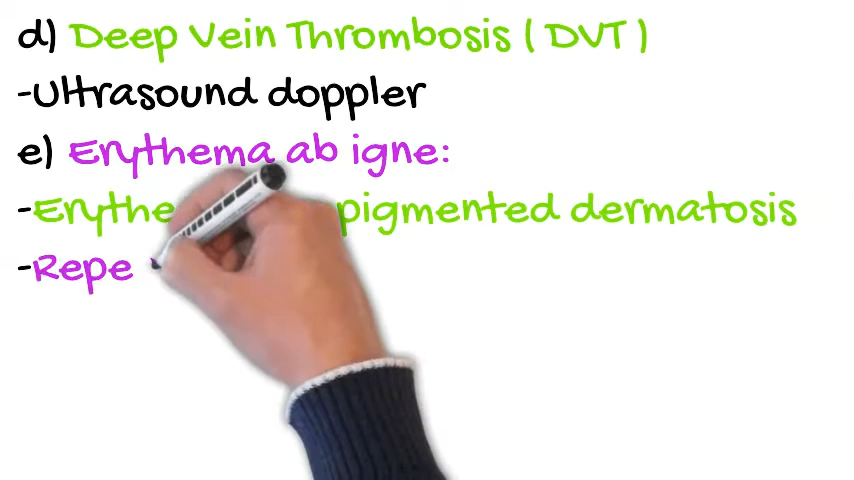 d) Deep Vein Thrombosis ( DVT )
-Ultrasound doppler
e) Erythema ab igne:
-Erythe pigmented dermatosis
-Repe